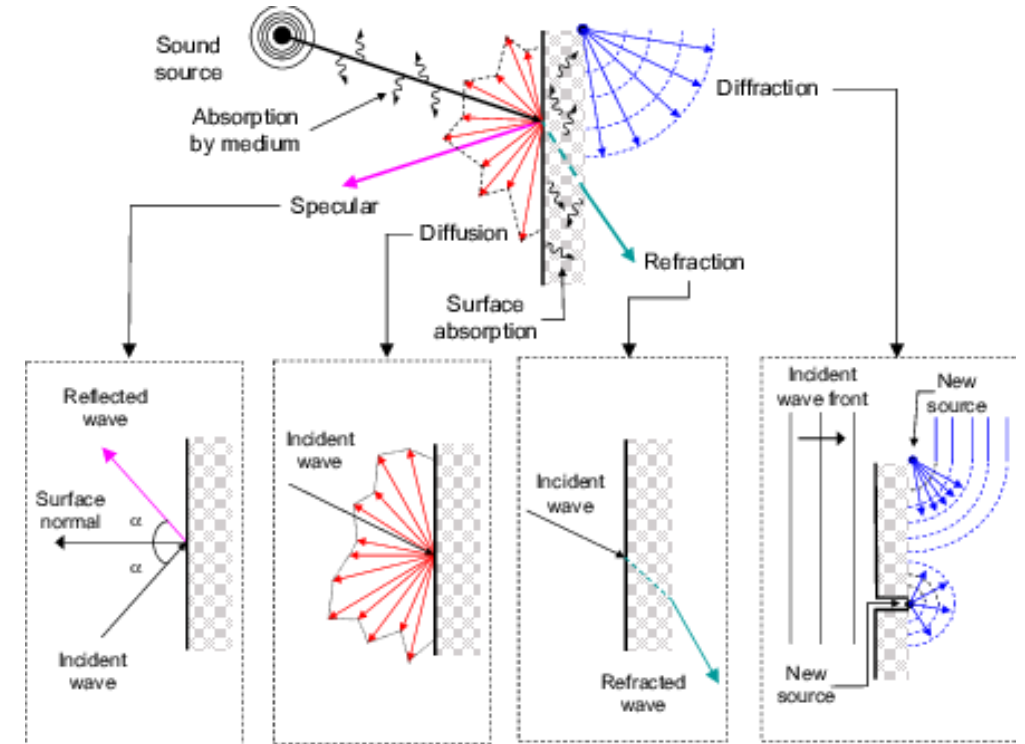 Sound
source
Absorption
by medium
Diffraction
Specular
Diffusion
Refraction
Surface
absorption
Reflected
wave
Surface
normal
α
α
Incident
wave
Incident
wave
Incident
wave
Refracted
wave
Incident
wave front
New
source
New
source